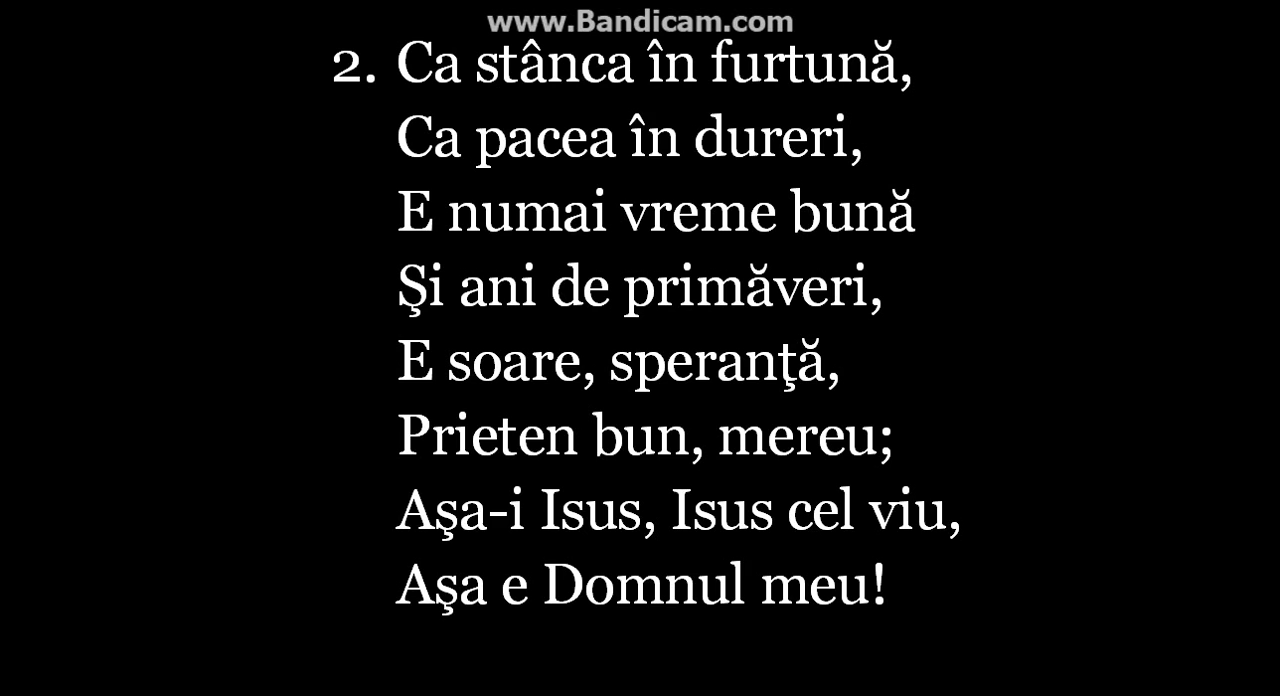 www.Bandicam.com
2. Ca stânca în furtună,
Ca pacea în dureri,
E numai vreme bună
Şi ani de primăveri,
E soare, speranţă,
Prieten bun, mereu;
Aşa-i Isus, Isus cel viu,
Aşa e Domnul meu!